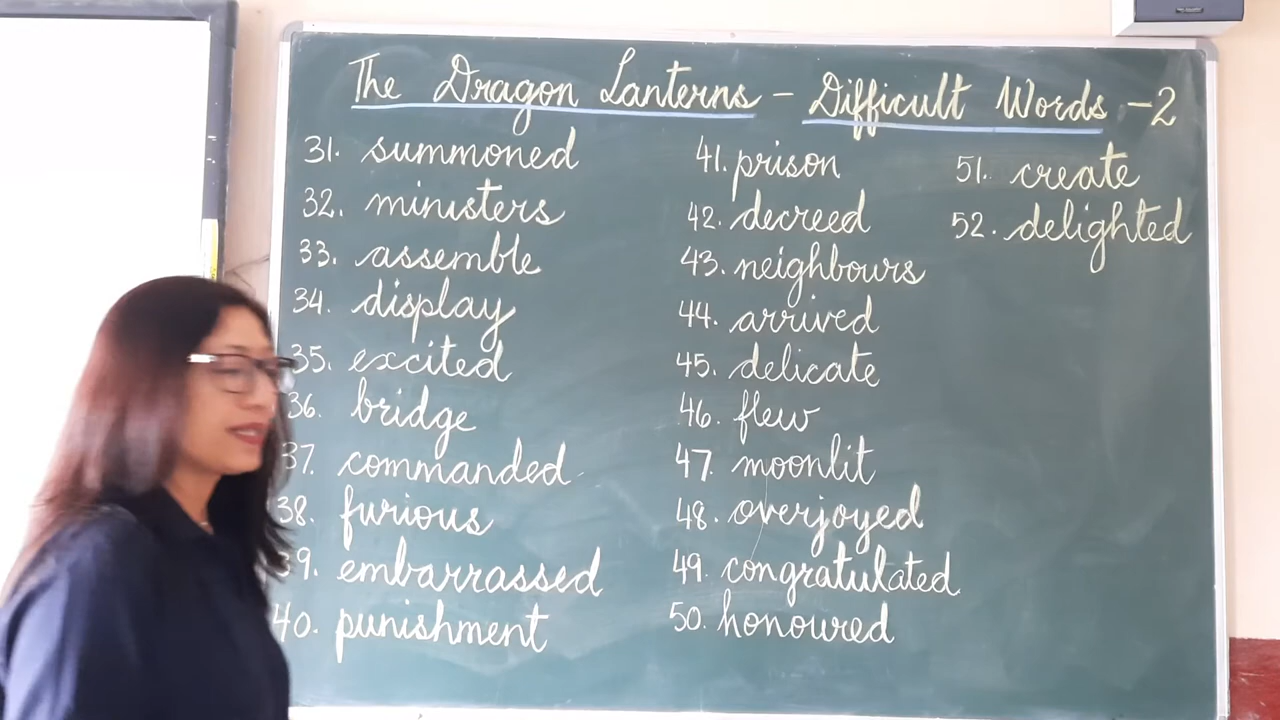 The Dragon Lanterns - Difficult Words - 2
31. summoned
32. ministers
33. assemble
34. display
35. excited
36. bridge
37. commanded
38. furious
39. embarrassed
40. punishment
41. prison
42. decreed
43. neighbours
44. arrived
45. delicate
46. flew
47. moonlit
48. overjoyed
49. congratulated
50. honoured
51. create
52. delighted